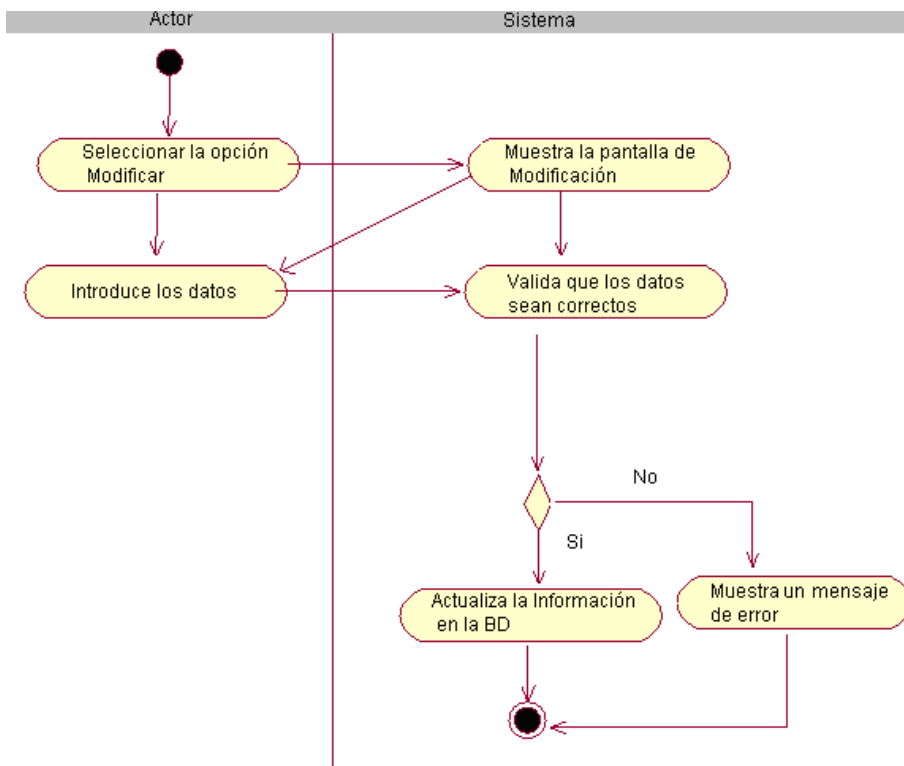 Actor
Sistema
Seleccionar la opción
Modificar
Muestra la pantalla de
Modificación
Introduce los datos
Valida que los datos
sean correctos
No
Si
Actualiza la Información
en la BD
Muestra un mensaje
de error